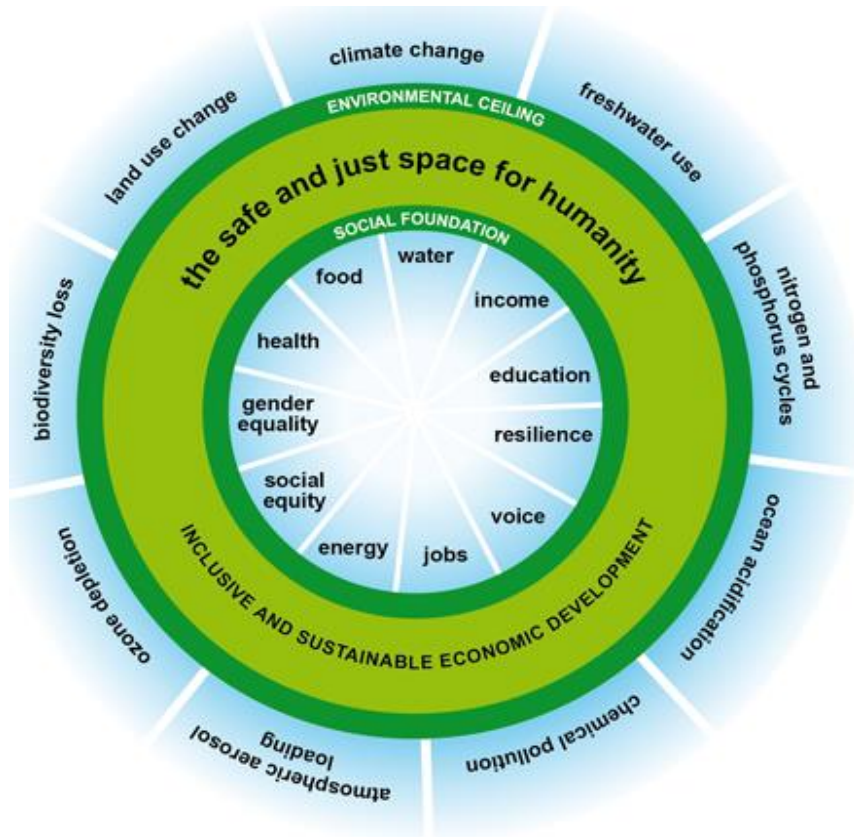 climate change
freshwater use
nitrogen and
phosphorus cycles
ocean acidification
chemical pollution
atmospheric aerosol
loading
ozone depletion
biodiversity loss
land use change
ENVIRONMENTAL CEILING
the safe and just space for humanity
SOCIAL FOUNDATION
water
income
education
resilience
voice
jobs
energy
social
equity
gender
equality
health
food
INCLUSIVE AND SUSTAINABLE ECONOMIC DEVELOPMENT